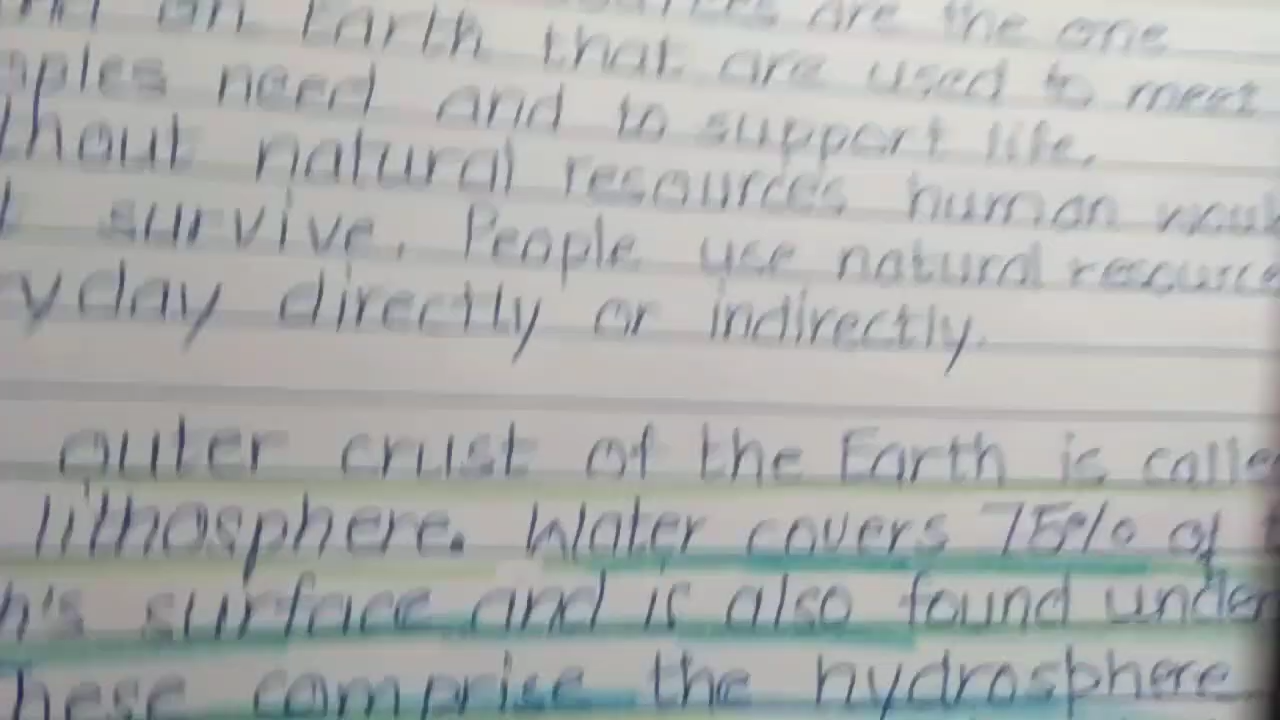 are the one
on Earth that are used to meet
need and to support life,
natural resources human
survive. People use natural
directly or indirectly.
outer crust of the Earth is
lithosphere. Water covers 75% of
surface and is also found under
comprise the hydrosphere